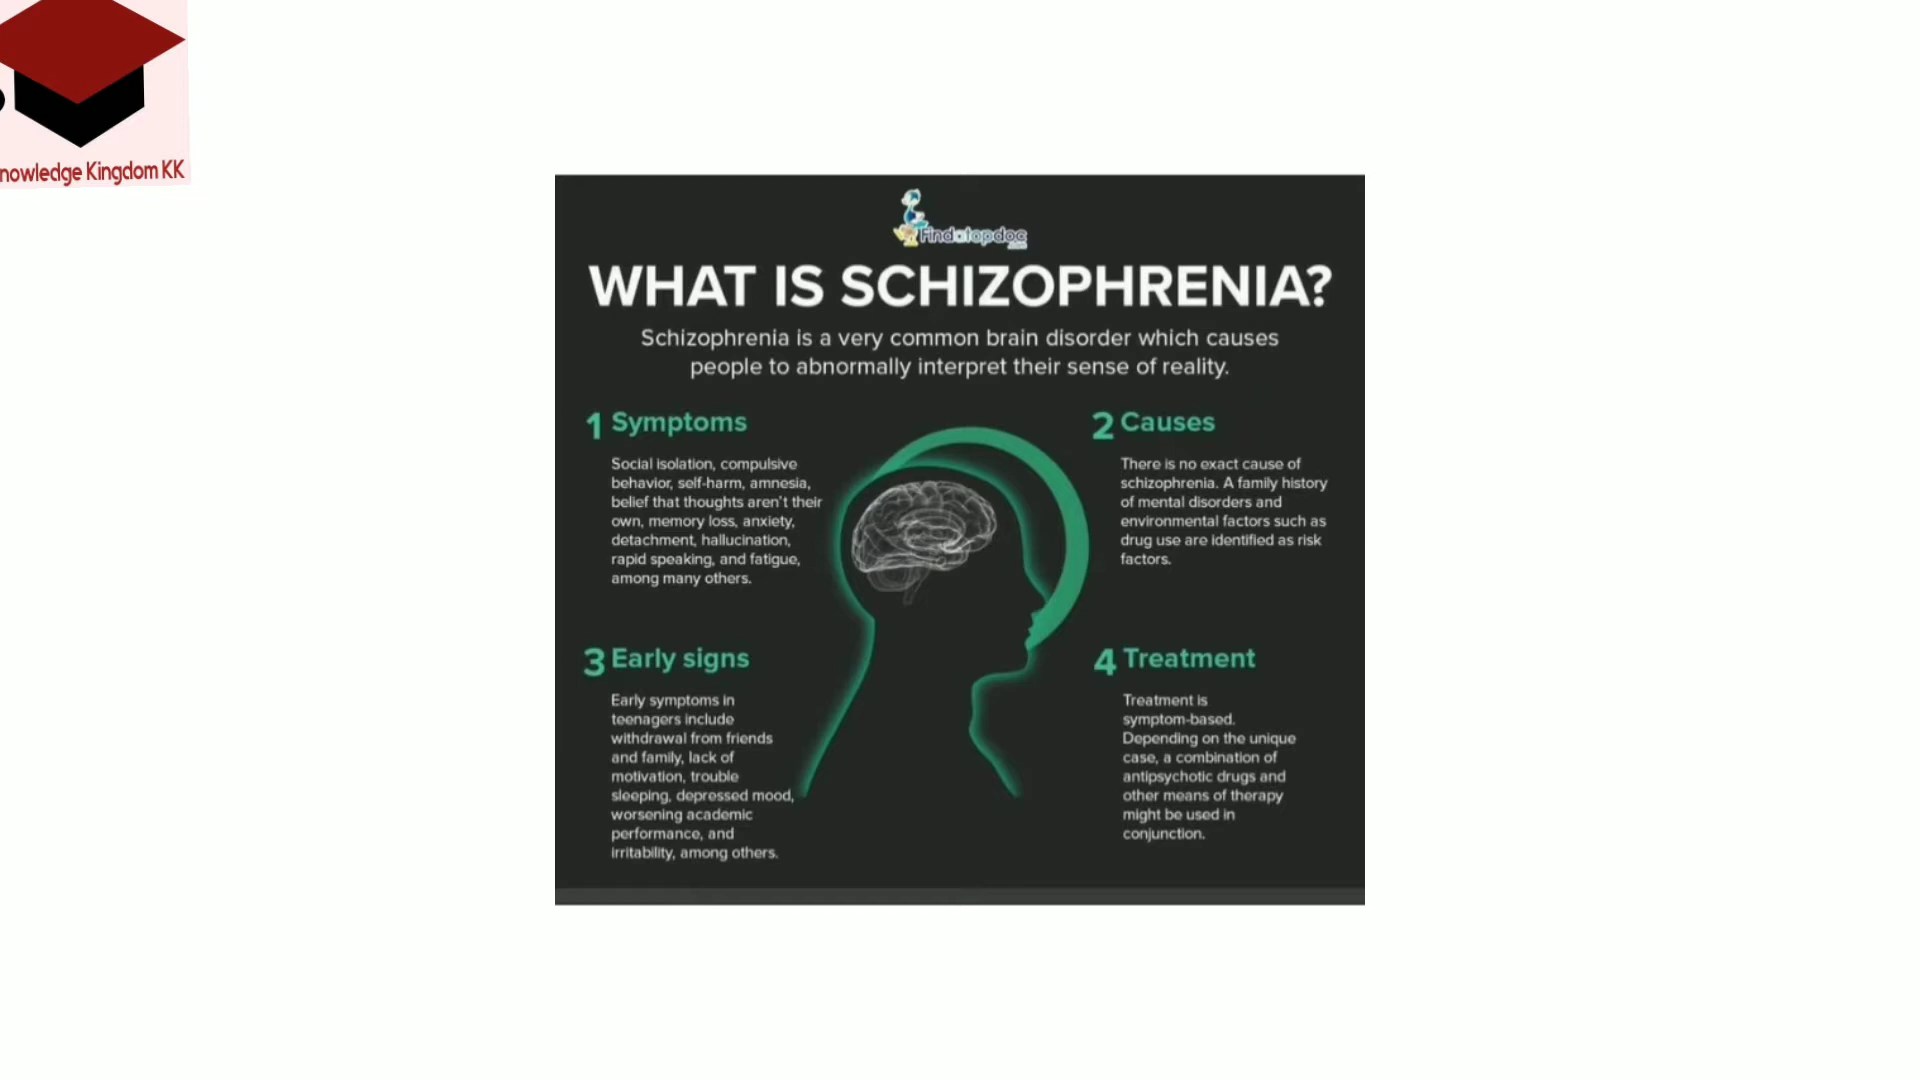 nowledge Kingdom KK
Findatopdoc
.com
WHAT IS SCHIZOPHRENIA?
Schizophrenia is a very common brain disorder which causes
people to abnormally interpret their sense of reality.
1 Symptoms
Social isolation, compulsive
behavior, self-harm, amnesia,
belief that thoughts aren't their
own, memory loss, anxiety,
detachment, hallucination,
rapid speaking, and fatigue,
among many others.
2 Causes
There is no exact cause of
schizophrenia. A family history
of mental disorders and
environmental factors such as
drug use are identified as risk
factors.
3 Early signs
Early symptoms in
teenagers include
withdrawal from friends
and family, lack of
motivation, trouble
sleeping, depressed mood,
worsening academic
performance, and
irritability, among others.
4 Treatment
Treatment is
symptom-based.
Depending on the unique
case, a combination of
antipsychotic drugs and
other means of therapy
might be used in
conjunction.